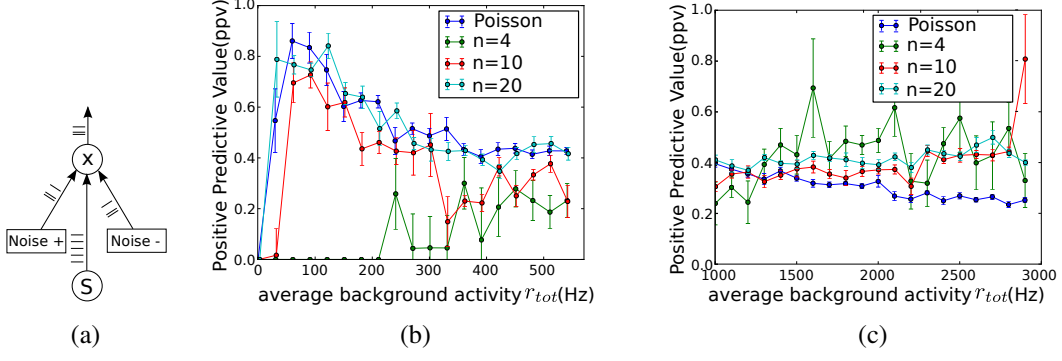 X
Noise +
Noise -
S
(a)
Positive Predictive Value(ppv)
1.0
0.8
0.6
0.4
0.2
0.0
0
100
200
300
400
500
average background activity r_tot(Hz)
Poisson
n=4
n=10
n=20
(b)
Positive Predictive Value(ppv)
1.0
0.8
0.6
0.4
0.2
0.0
1000
1500
2000
2500
3000
average background activity r_tot(Hz)
Poisson
n=4
n=10
n=20
(c)